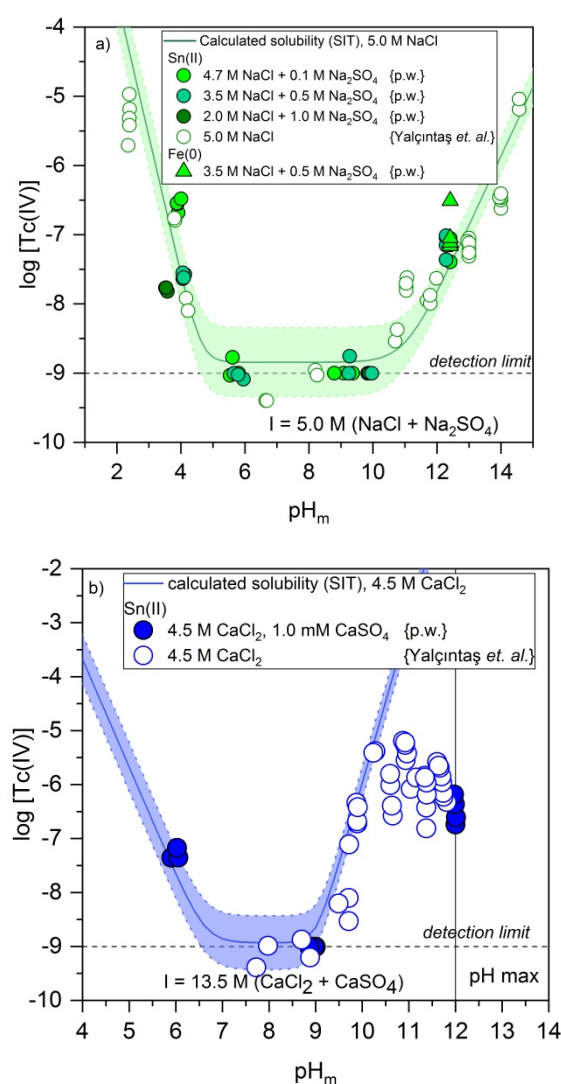 a)
Calculated solubility (SIT), 5.0 M NaCl
Sn(II)
4.7 M NaCl + 0.1 M Na₂SO₄ {p.w.}
3.5 M NaCl + 0.5 M Na₂SO₄ {p.w.}
2.0 M NaCl + 1.0 M Na₂SO₄ {p.w.}
5.0 M NaCl {Yalçıntaş et. al.}
Fe(0)
3.5 M NaCl + 0.5 M Na₂SO₄ {p.w.}
-4
-5
-6
-7
-8
-9
-10
log [Tc(IV)]
detection limit
I = 5.0 M (NaCl + Na₂SO₄)
2 4 6 8 10 12 14
pHₘ
b)
calculated solubility (SIT), 4.5 M CaCl₂
Sn(II)
4.5 M CaCl₂, 1.0 mM CaSO₄ {p.w.}
4.5 M CaCl₂ {Yalçıntaş et. al.}
-2
-3
-4
-5
-6
-7
-8
-9
-10
log [Tc(IV)]
detection limit
I = 13.5 M (CaCl₂ + CaSO₄)
pH max
4 5 6 7 8 9 10 11 12 13 14
pHₘ